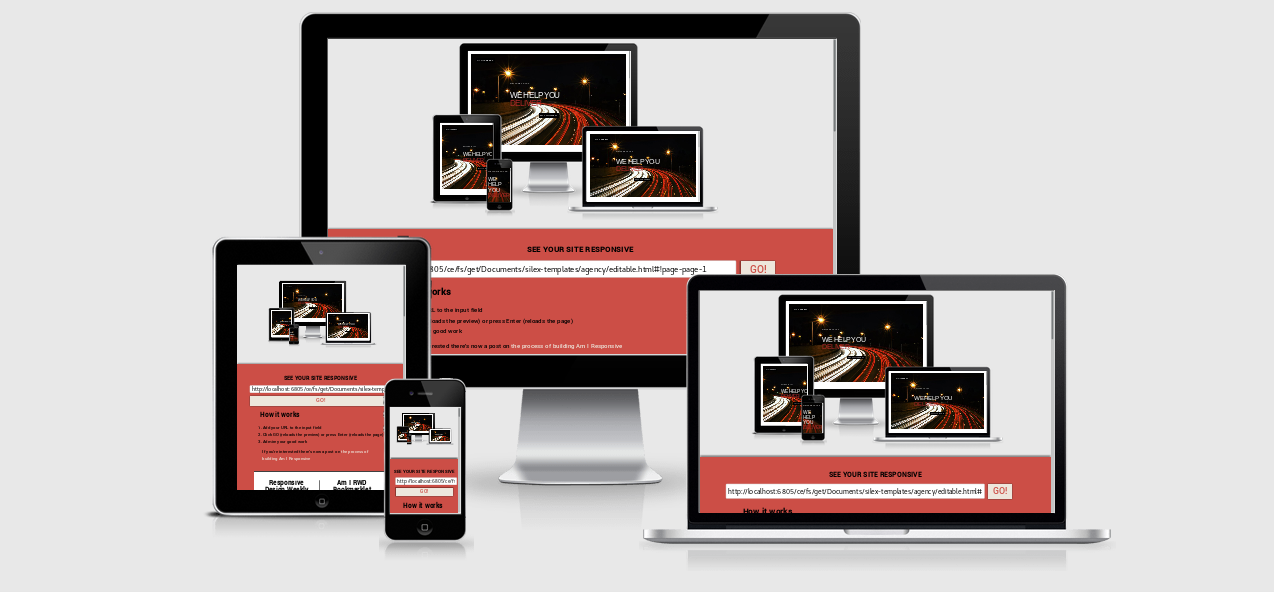 WE HELP YOU
DELIVER
WE HELP YO
WE
HELP
YOU
WE HELP YOU
SEE YOUR SITE RESPONSIVE
805/ce/fs/get/Documents/silex-templates/agency/editable.html#!page-page-1
GO!
orks
L to the input field
loads the preview) or press Enter (reloads the page)
good work
rested there's now a post on the process of building Am I Responsive
SEE YOUR SITE RESPONSIVE
http://localhost:6805/ce/fs/get/Documents/silex-temp
GO!
How it works
1. Add your URL to the input field
2. Click GO (reloads the preview) or press Enter (reloads the page)
3. Admire your good work
If you're interested there's now a post on the process of
building Am I Responsive
Responsive
Design Weekly
Am I RWD
Bookmarklet
SEE YOUR SITE RESPONSIVE
http://localhost:6805/ce/f
GO!
How it works
WE HELP YOU
WE HELP YO
WE
HELP
YOU
WE HELP YOU
SEE YOUR SITE RESPONSIVE
http://localhost:6805/ce/fs/get/Documents/silex-templates/agency/editable.html#
GO!
How it works